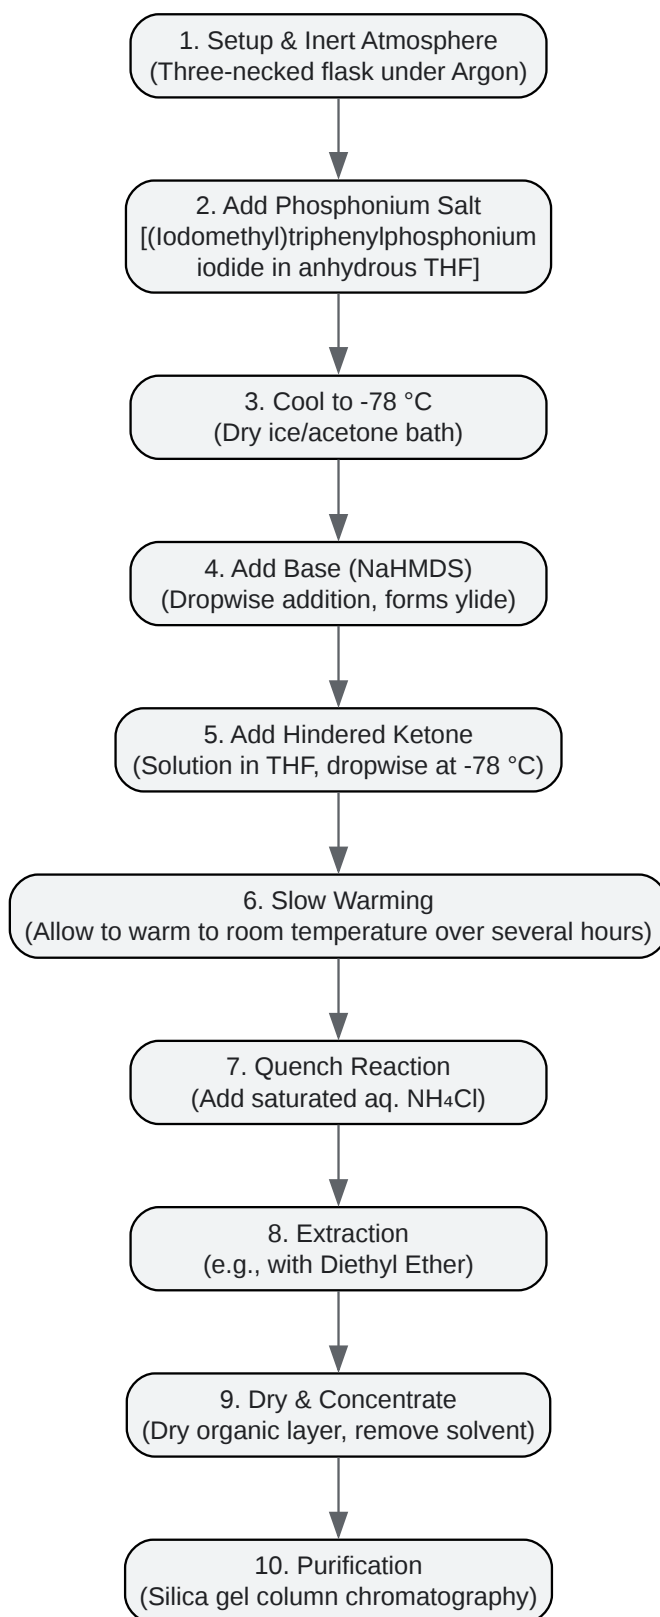 1. Setup & Inert Atmosphere
(Three-necked flask under Argon)
2. Add Phosphonium Salt
[(Iodomethyl)triphenylphosphonium
iodide in anhydrous THF]
3. Cool to -78 °C
(Dry ice/acetone bath)
4. Add Base (NaHMDS)
(Dropwise addition, forms ylide)
5. Add Hindered Ketone
(Solution in THF, dropwise at -78 °C)
6. Slow Warming
(Allow to warm to room temperature over several hours)
7. Quench Reaction
(Add saturated aq. NH₄Cl)
8. Extraction
(e.g., with Diethyl Ether)
9. Dry & Concentrate
(Dry organic layer, remove solvent)
10. Purification
(Silica gel column chromatography)